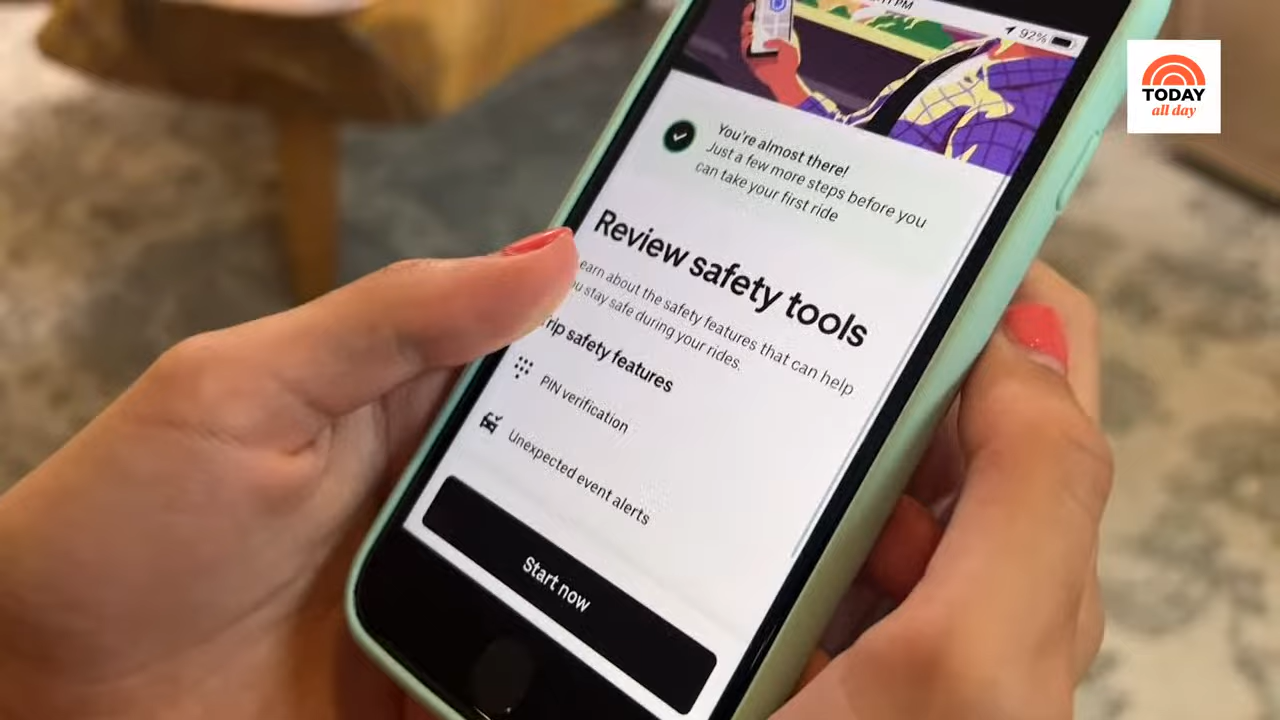 PM
92%
TODAY
all day
You're almost there!
Just a few more steps before you
can take your first ride
Review safety tools
earn about the safety features that can help
u stay safe during your rides.
rip safety features
PIN verification
Unexpected event alerts
Start now